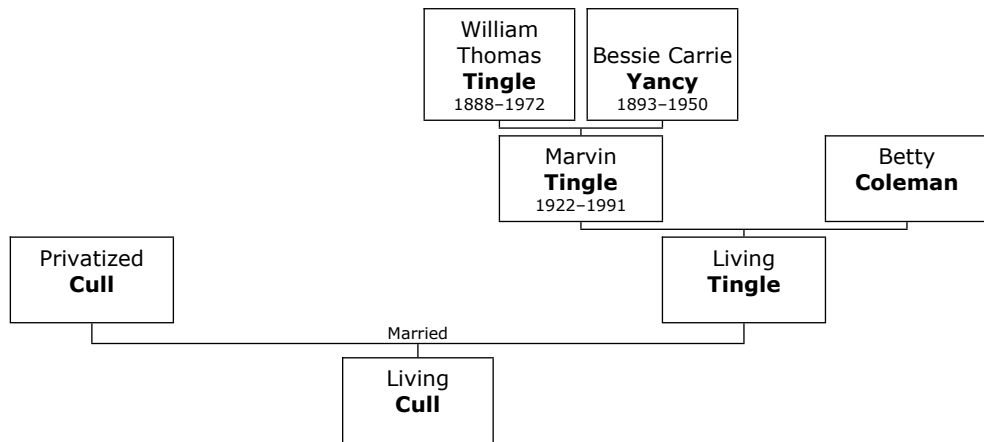 William
Thomas
Tingle
1888–1972
Bessie Carrie
Yancy
1893–1950
Marvin
Tingle
1922–1991
Betty
Coleman
Privatized
Cull
Living
Tingle
Married
Living
Cull